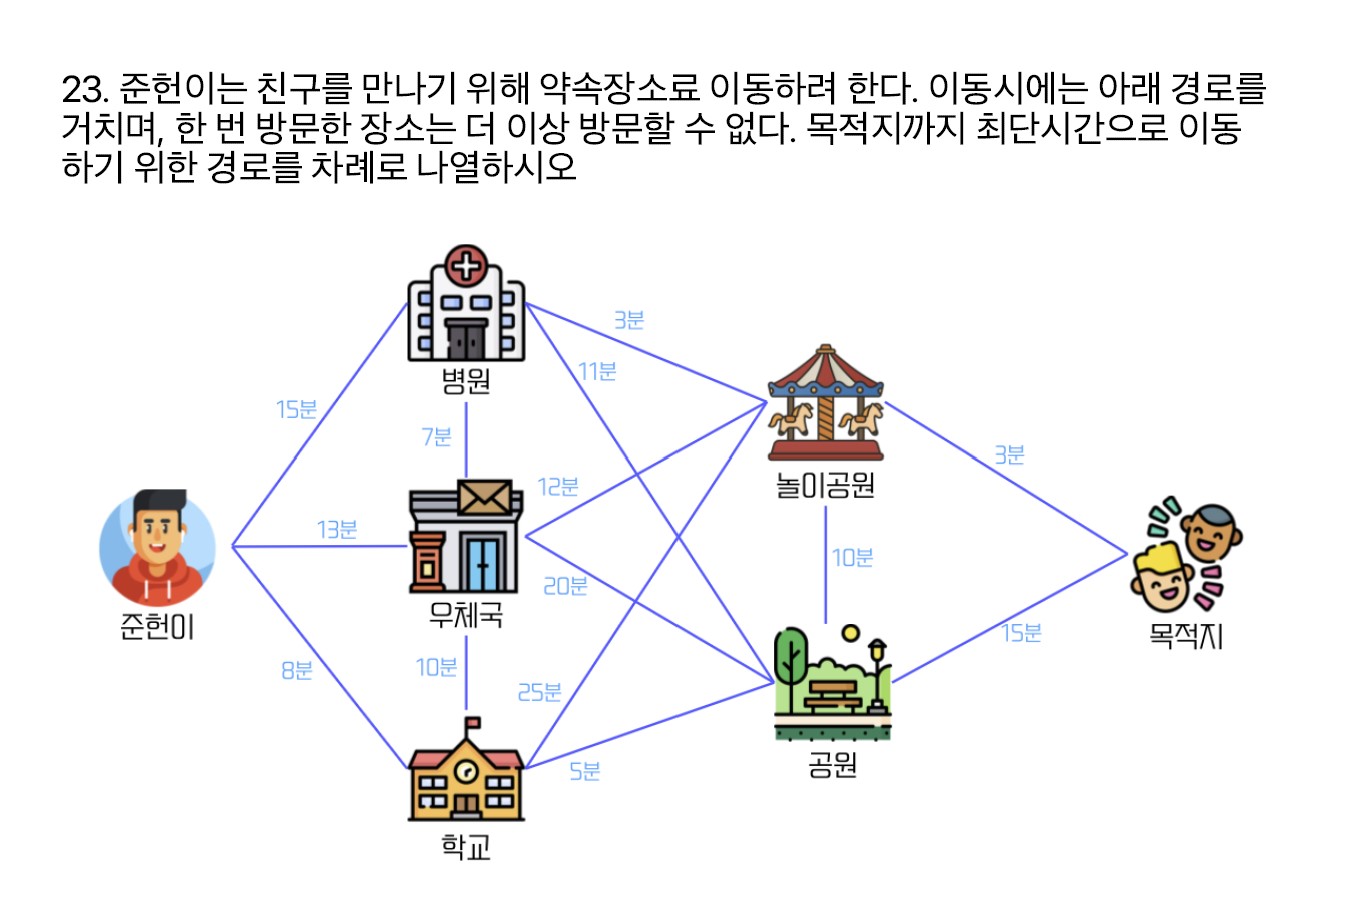 23. 준헌이는 친구를 만나기 위해 약속장소료 이동하려 한다. 이동시에는 아래 경로를
거치며, 한 번 방문한 장소는 더 이상 방문할 수 없다. 목적지까지 최단시간으로 이동
하기 위한 경로를 차례로 나열하시오
3분
11분
병원
15분
7분
3분
놀이공원
12분
13분
10분
20분
우체국
준헌이
15분
목적지
8분
10분
25분
공원
5분
학교